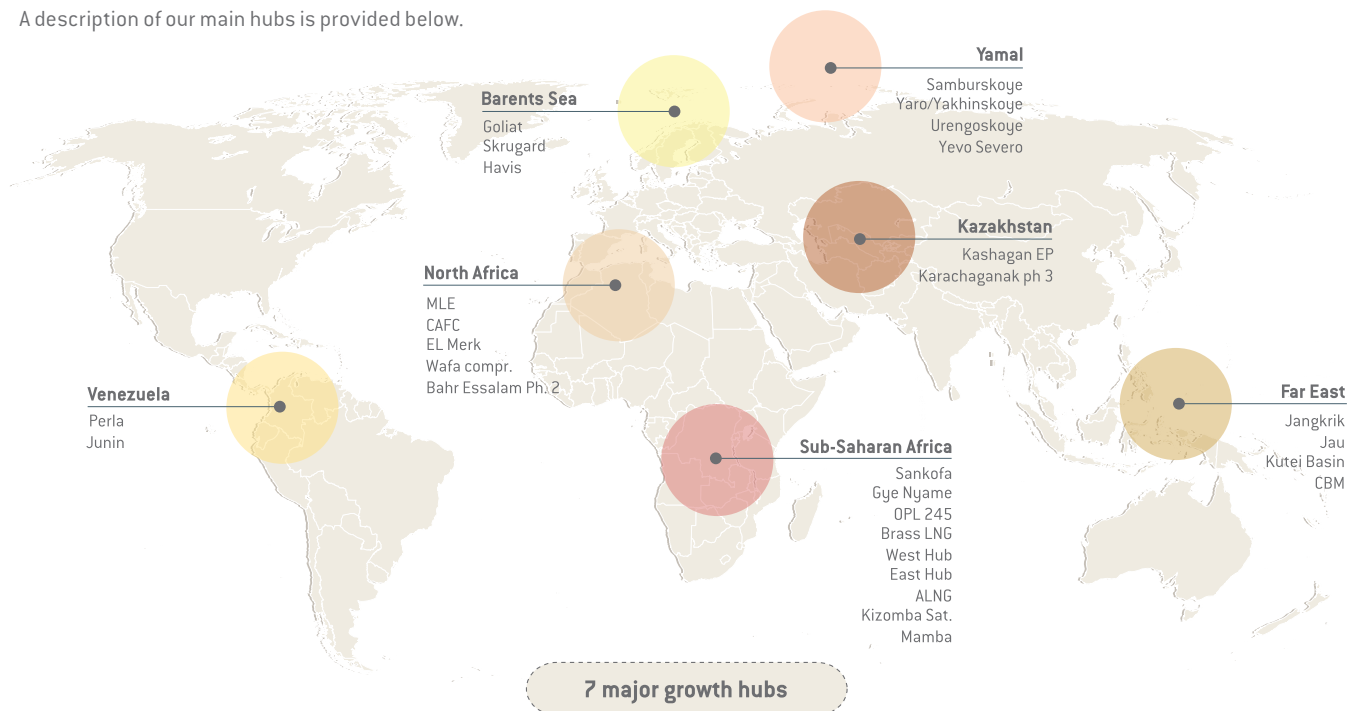 A description of our main hubs is provided below.
Yamal
Samburskoye
Yaro/Yakhinskoye
Urengoskoye
Yevo Severo
Barents Sea
Goliat
Skrugard
Havis
Kazakhstan
Kashagan EP
Karachaganak ph 3
North Africa
MLE
CAFC
EL Merk
Wafa compr.
Bahr Essalam Ph. 2
Venezuela
Perla
Junin
Far East
Jangkrik
Jau
Kutei Basin
CBM
Sub-Saharan Africa
Sankofa
Gye Nyame
OPL 245
Brass LNG
West Hub
East Hub
ALNG
Kizomba Sat.
Mamba
7 major growth hubs